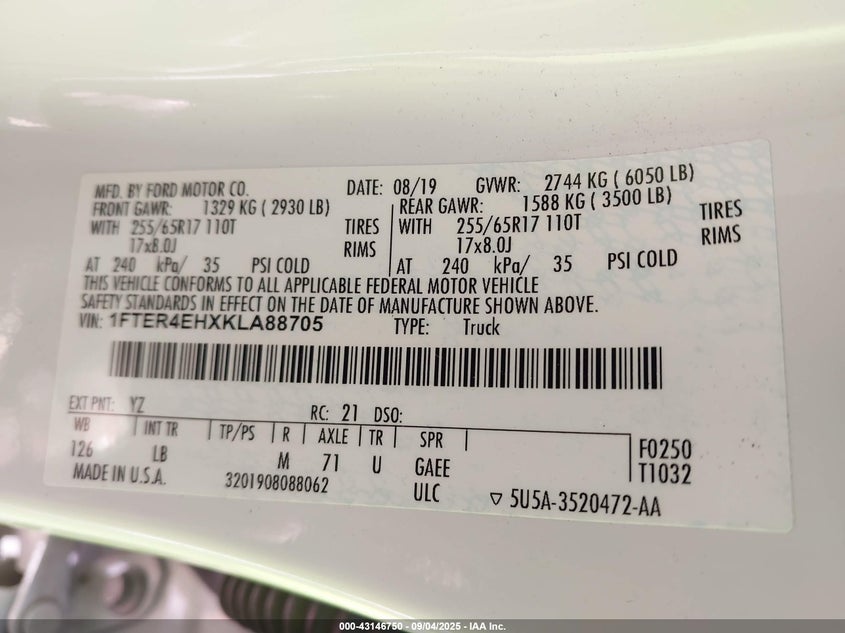 MFD. BY FORD MOTOR CO. DATE: 08/19 GVWR: 2744 KG ( 6050 LB)
FRONT GAWR: 1329 KG ( 2930 LB) REAR GAWR: 1588 KG ( 3500 LB)
WITH 255/65R17 110T TIRES WITH 255/65R17 110T TIRES
17x8.0J RIMS 17x8.0J RIMS
AT 240 kPa/ 35 PSI COLD AT 240 kPa/ 35 PSI COLD
THIS VEHICLE CONFORMS TO ALL APPLICABLE FEDERAL MOTOR VEHICLE
SAFETY STANDARDS IN EFFECT ON THE DATE OF MANUFACTURE SHOWN ABOVE.
VIN: 1FTER4EHXKLA88705 TYPE: Truck
EXT PNT: YZ RC: 21 DSO:
WB INT TR TP/PS R AXLE TR SPR
126 LB M 71 U GAEE F0250
MADE IN U.S.A. 3201908088062 ULC T1032
▽ 5U5A-3520472-AA
000-43146750 - 09/04/2025 - IAA Inc.